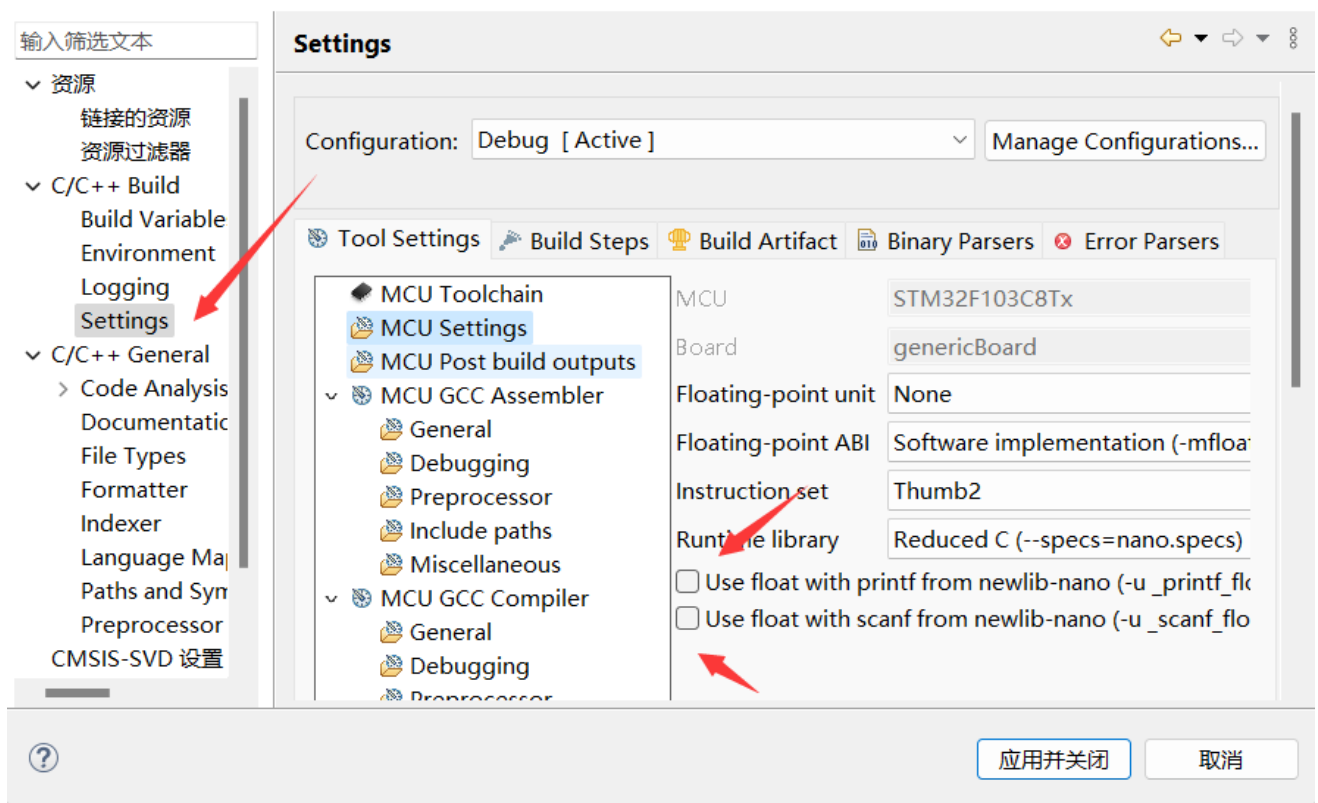 输入筛选文本
资源
链接的资源
资源过滤器
C/C++ Build
Build Variable
Environment
Logging
Settings
C/C++ General
Code Analysis
Documentatic
File Types
Formatter
Indexer
Language Ma
Paths and Sym
Preprocessor
CMSIS-SVD 设置
Settings
Configuration:
Debug [ Active ]
Manage Configurations...
Tool Settings
Build Steps
Build Artifact
Binary Parsers
Error Parsers
MCU Toolchain
MCU Settings
MCU Post build outputs
MCU GCC Assembler
General
Debugging
Preprocessor
Include paths
Miscellaneous
MCU GCC Compiler
General
Debugging
Preprocessor
MCU
STM32F103C8Tx
Board
genericBoard
Floating-point unit
None
Floating-point ABI
Software implementation (-mfloa
Instruction set
Thumb2
Runtime library
Reduced C (--specs=nano.specs)
Use float with printf from newlib-nano (-u _printf_flo
Use float with scanf from newlib-nano (-u _scanf_flo
应用并关闭
取消